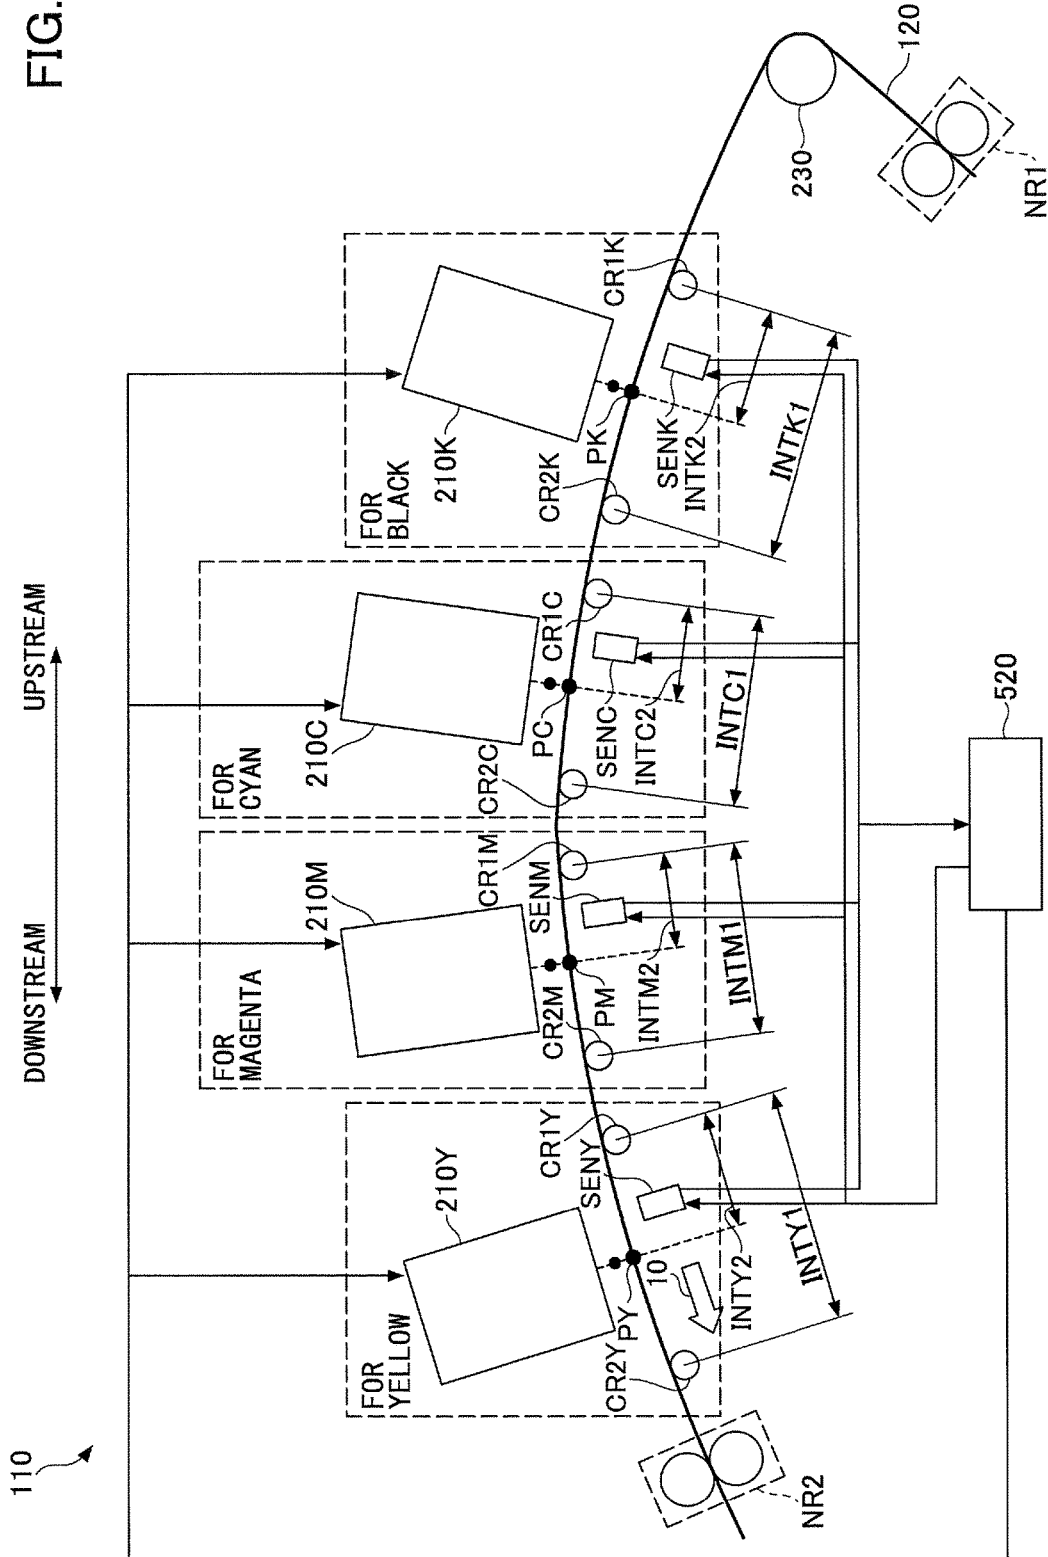 FIG.
110
DOWNSTREAM
UPSTREAM
FOR
YELLOW
210Y
FOR
MAGENTA
210M
FOR
CYAN
210C
FOR
BLACK
210K
CR2Y
PY
CR1Y
SENY
10
INTY2
INTY1
CR2M
PM
SENM
CR1M
INTM2
INTM1
CR2C
PC
CR1C
SENC
INTC2
INTC1
CR2K
PK
CR1K
SENK
INTK2
INTK1
230
120
NR1
NR2
520